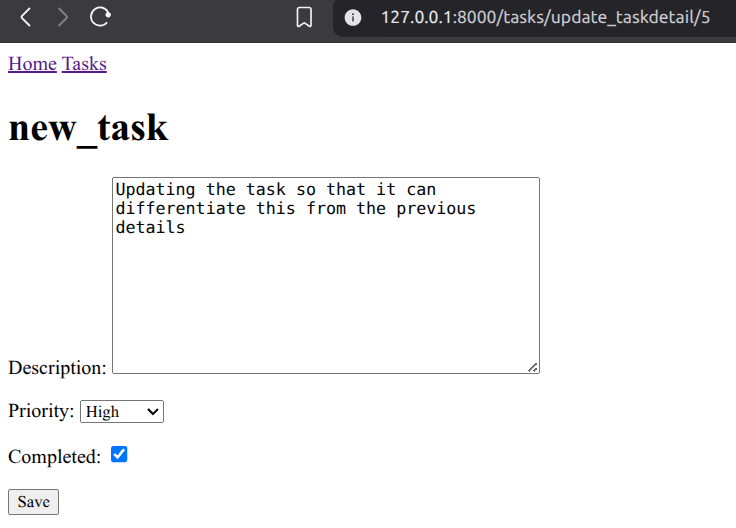 127.0.0.1:8000/tasks/update_taskdetail/5
Home Tasks
new_task
Updating the task so that it can
differentiate this from the previous
details
Description:
Priority: High
Completed:
Save